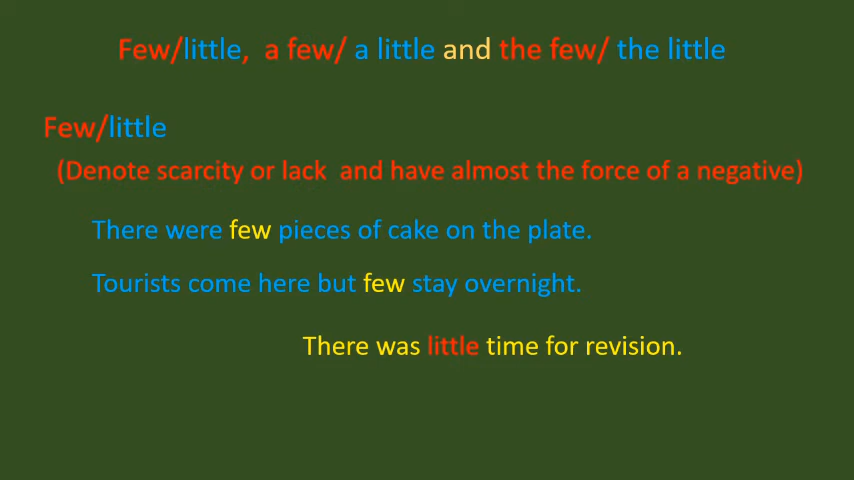 Few/little, a few/ a little and the few/ the little
Few/little
(Denote scarcity or lack and have almost the force of a negative)
There were few pieces of cake on the plate.
Tourists come here but few stay overnight.
There was little time for revision.